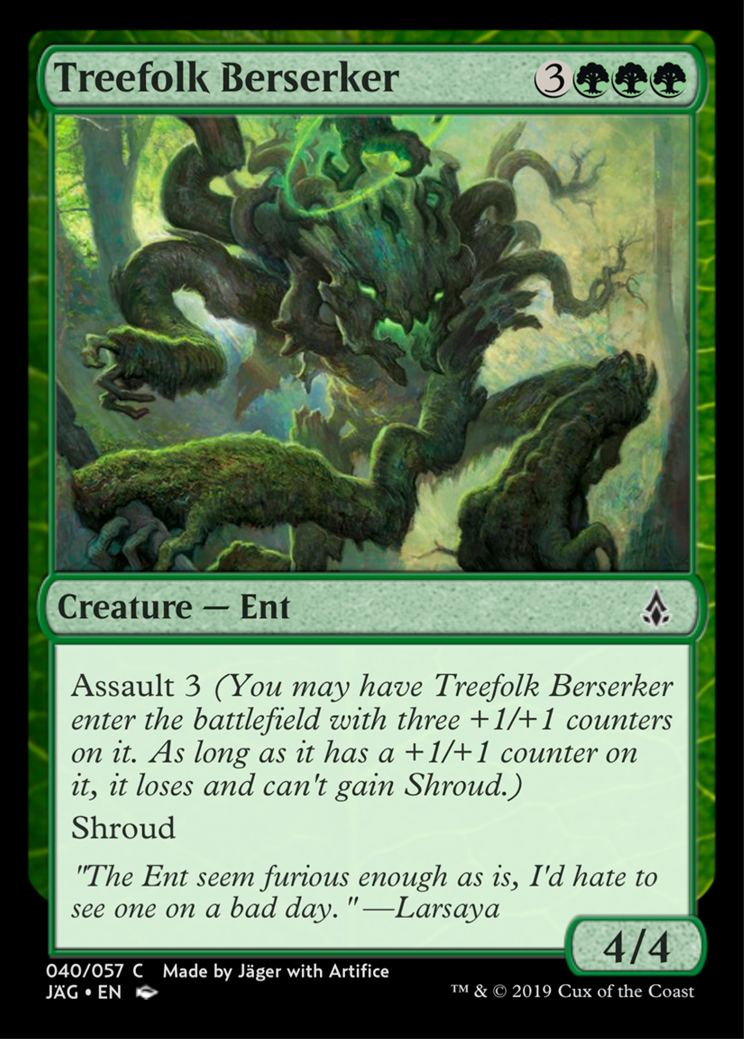 Treefolk Berserker 3
Creature — Ent
Assault 3 (You may have Treefolk Berserker
enter the battlefield with three +1/+1 counters
on it. As long as it has a +1/+1 counter on
it, it loses and can't gain Shroud.)
Shroud
"The Ent seem furious enough as is, I'd hate to
see one on a bad day." —Larsaya
4/4
040/057 C Made by Jäger with Artifice
JÄG • EN ™ & © 2019 Cux of the Coast